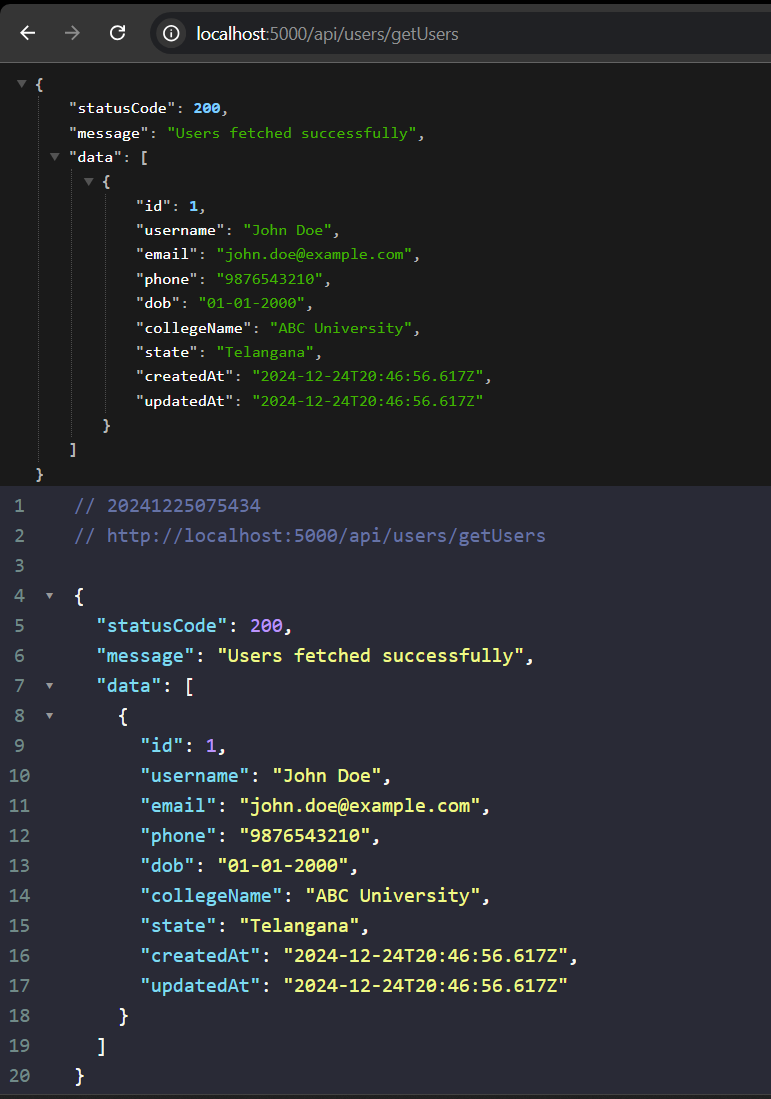 localhost:5000/api/users/getUsers
{
"statusCode": 200,
"message": "Users fetched successfully",
"data": [
{
"id": 1,
"username": "John Doe",
"email": "john.doe@example.com",
"phone": "9876543210",
"dob": "01-01-2000",
"collegeName": "ABC University",
"state": "Telangana",
"createdAt": "2024-12-24T20:46:56.617Z",
"updatedAt": "2024-12-24T20:46:56.617Z"
}
]
}
1 // 20241225075434
2 // http://localhost:5000/api/users/getUsers
3
4 {
5 "statusCode": 200,
6 "message": "Users fetched successfully",
7 "data": [
8 {
9 "id": 1,
10 "username": "John Doe",
11 "email": "john.doe@example.com",
12 "phone": "9876543210",
13 "dob": "01-01-2000",
14 "collegeName": "ABC University",
15 "state": "Telangana",
16 "createdAt": "2024-12-24T20:46:56.617Z",
17 "updatedAt": "2024-12-24T20:46:56.617Z"
18 }
19 ]
20 }